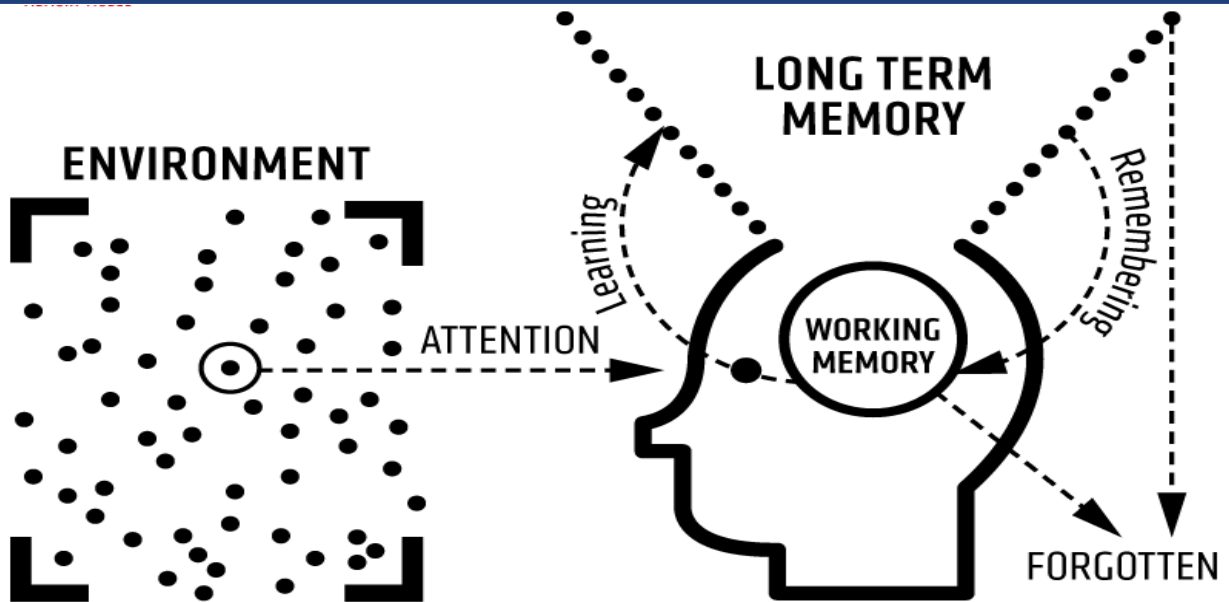 LONG TERM
MEMORY
ENVIRONMENT
Learning
Remembering
ATTENTION
WORKING
MEMORY
FORGOTTEN